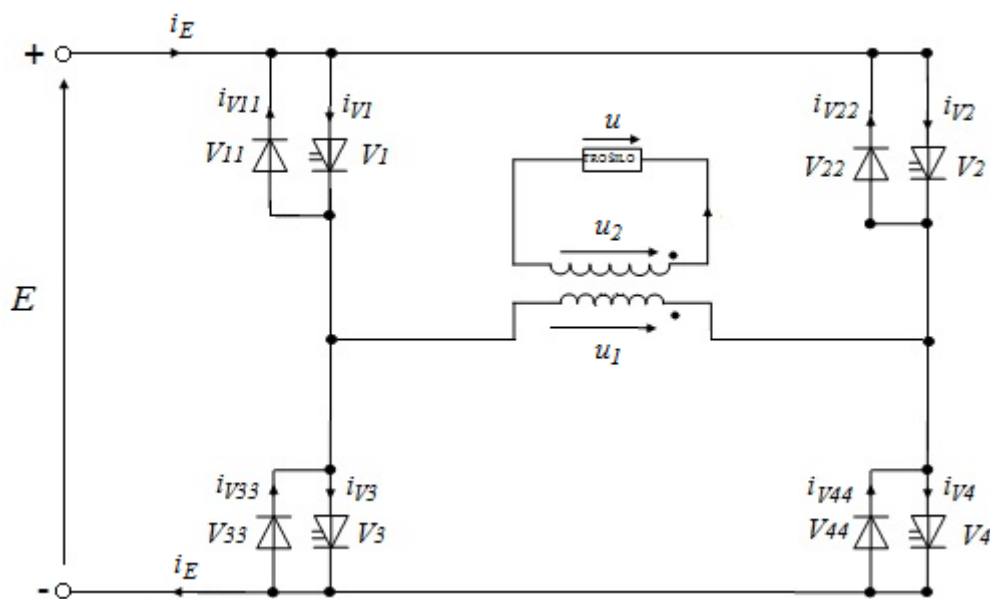 i_E
+
i_V11
i_V1
V11
V1
u
TROŠILO
i_V22
i_V2
V22
V2
u_2
E
u_1
i_V33
i_V3
V33
V3
i_V44
i_V4
V44
V4
i_E
-